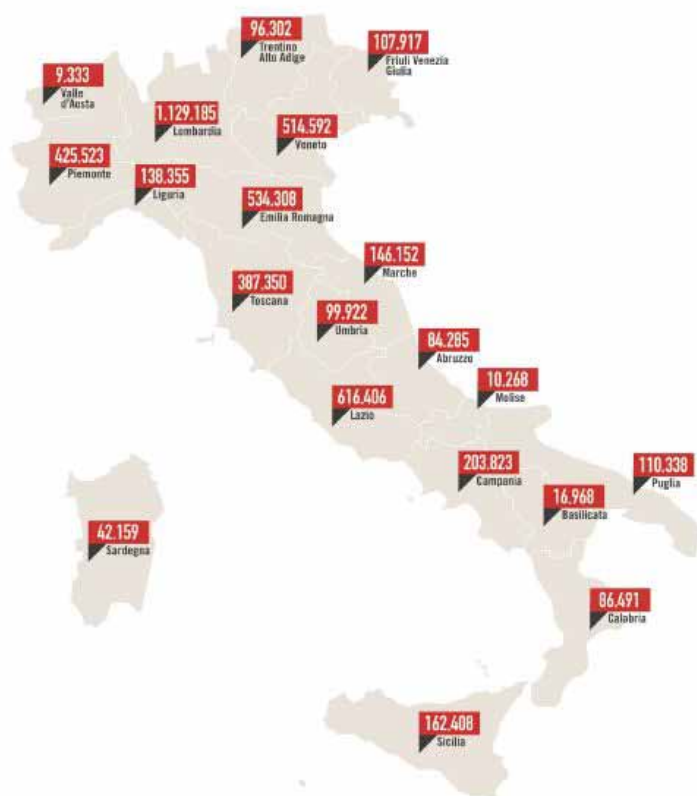 96.302
Trentino
Alto Adige
107.917
Friuli Venezia
Giulia
9.333
Valle
d'Aosta
1.129.185
Lombardia
514.592
Veneto
425.523
Piemonte
138.355
Liguria
534.308
Emilia Romagna
146.152
Marche
387.350
Toscana
99.922
Umbria
84.285
Abruzzo
10.268
Molise
616.406
Lazio
203.823
Campania
110.338
Puglia
16.968
Basilicata
42.159
Sardegna
86.491
Calabria
162.408
Sicilia